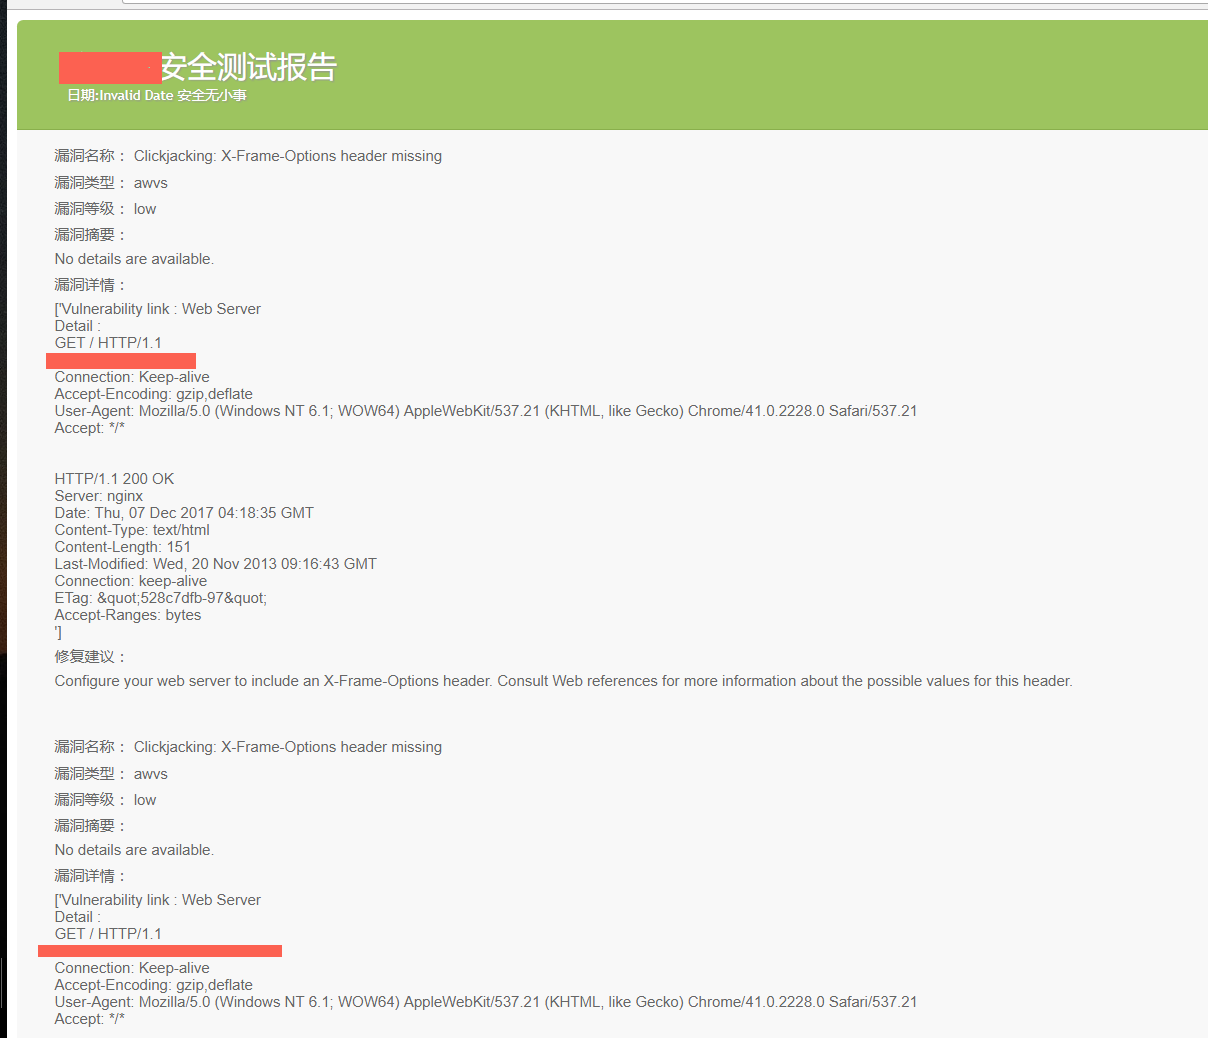 安全测试报告
日期:Invalid Date 安全无小事
漏洞名称： Clickjacking: X-Frame-Options header missing
漏洞类型： awvs
漏洞等级： low
漏洞摘要：
No details are available.
漏洞详情：
['Vulnerability link : Web Server
Detail :
GET / HTTP/1.1
Connection: Keep-alive
Accept-Encoding: gzip,deflate
User-Agent: Mozilla/5.0 (Windows NT 6.1; WOW64) AppleWebKit/537.21 (KHTML, like Gecko) Chrome/41.0.2228.0 Safari/537.21
Accept: */*
HTTP/1.1 200 OK
Server: nginx
Date: Thu, 07 Dec 2017 04:18:35 GMT
Content-Type: text/html
Content-Length: 151
Last-Modified: Wed, 20 Nov 2013 09:16:43 GMT
Connection: keep-alive
ETag: &quot;528c7dfb-97&quot;
Accept-Ranges: bytes
']
修复建议：
Configure your web server to include an X-Frame-Options header. Consult Web references for more information about the possible values for this header.
漏洞名称： Clickjacking: X-Frame-Options header missing
漏洞类型： awvs
漏洞等级： low
漏洞摘要：
No details are available.
漏洞详情：
['Vulnerability link : Web Server
Detail :
GET / HTTP/1.1
Connection: Keep-alive
Accept-Encoding: gzip,deflate
User-Agent: Mozilla/5.0 (Windows NT 6.1; WOW64) AppleWebKit/537.21 (KHTML, like Gecko) Chrome/41.0.2228.0 Safari/537.21
Accept: */*